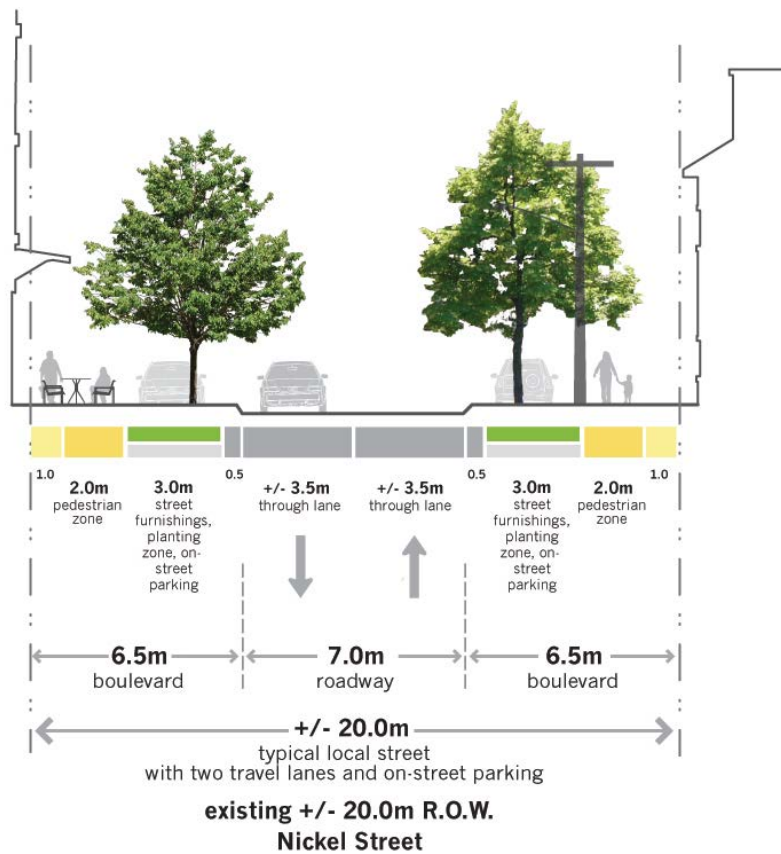 1.0
2.0m
pedestrian
zone
3.0m
street
furnishings,
planting
zone, on-
street
parking
0.5
+/- 3.5m
through lane
+/- 3.5m
through lane
0.5
3.0m
street
furnishings,
planting
zone, on-
street
parking
2.0m
pedestrian
zone
1.0
6.5m
boulevard
7.0m
roadway
6.5m
boulevard
+/- 20.0m
typical local street
with two travel lanes and on-street parking
existing +/- 20.0m R.O.W.
Nickel Street